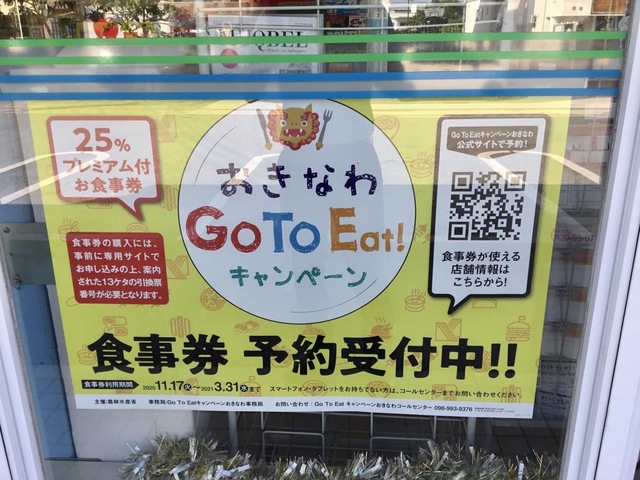 25%
プレミアム付
お食事券
食事券の購入には、
事前に専用サイトで
お申し込みの上、案内
された13ケタの引換票
番号が必要となります。
おきなわ
Go To Eat!
キャンペーン
Go To Eatキャンペーンおきなわ
公式サイトで予約!
食事券が使える
店舗情報は
こちらから!
食事券 予約受付中!!
食事券利用期間 2020 11.17火〜2021 3.31水まで スマートフォン・タブレットをお持ちでない方は、コールセンターまでお問い合わせください。
主催:農林水産省 事務局:Go To Eatキャンペーンおきなわ事務局 お問い合わせ:Go To Eat キャンペーンおきなわコールセンター 098-993-9376